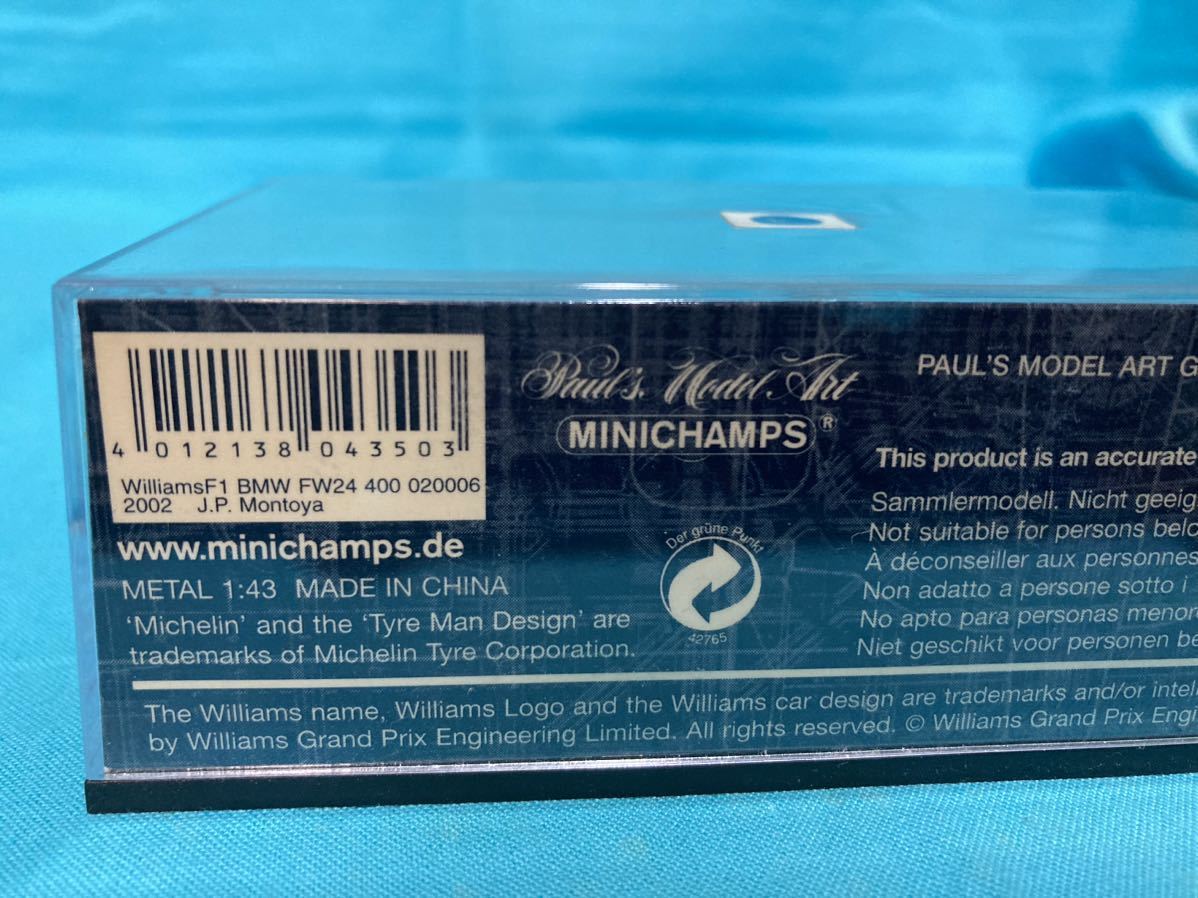 4 012138 043503
WilliamsF1 BMW FW24 400 020006
2002 J.P. Montoya
www.minichamps.de
METAL 1:43 MADE IN CHINA
'Michelin' and the 'Tyre Man Design' are
trademarks of Michelin Tyre Corporation.
Paul's Model Art
MINICHAMPS®
Der grüne Punkt
42765
PAUL'S MODEL ART G
This product is an accurate
Sammlermodell. Nicht geeig
Not suitable for persons belo
À déconseiller aux personnes
Non adatto a persone sotto i
No apto para personas menor
Niet geschikt voor personen be
The Williams name, Williams Logo and the Williams car design are trademarks and/or intel
by Williams Grand Prix Engineering Limited. All rights reserved. © Williams Grand Prix Engi